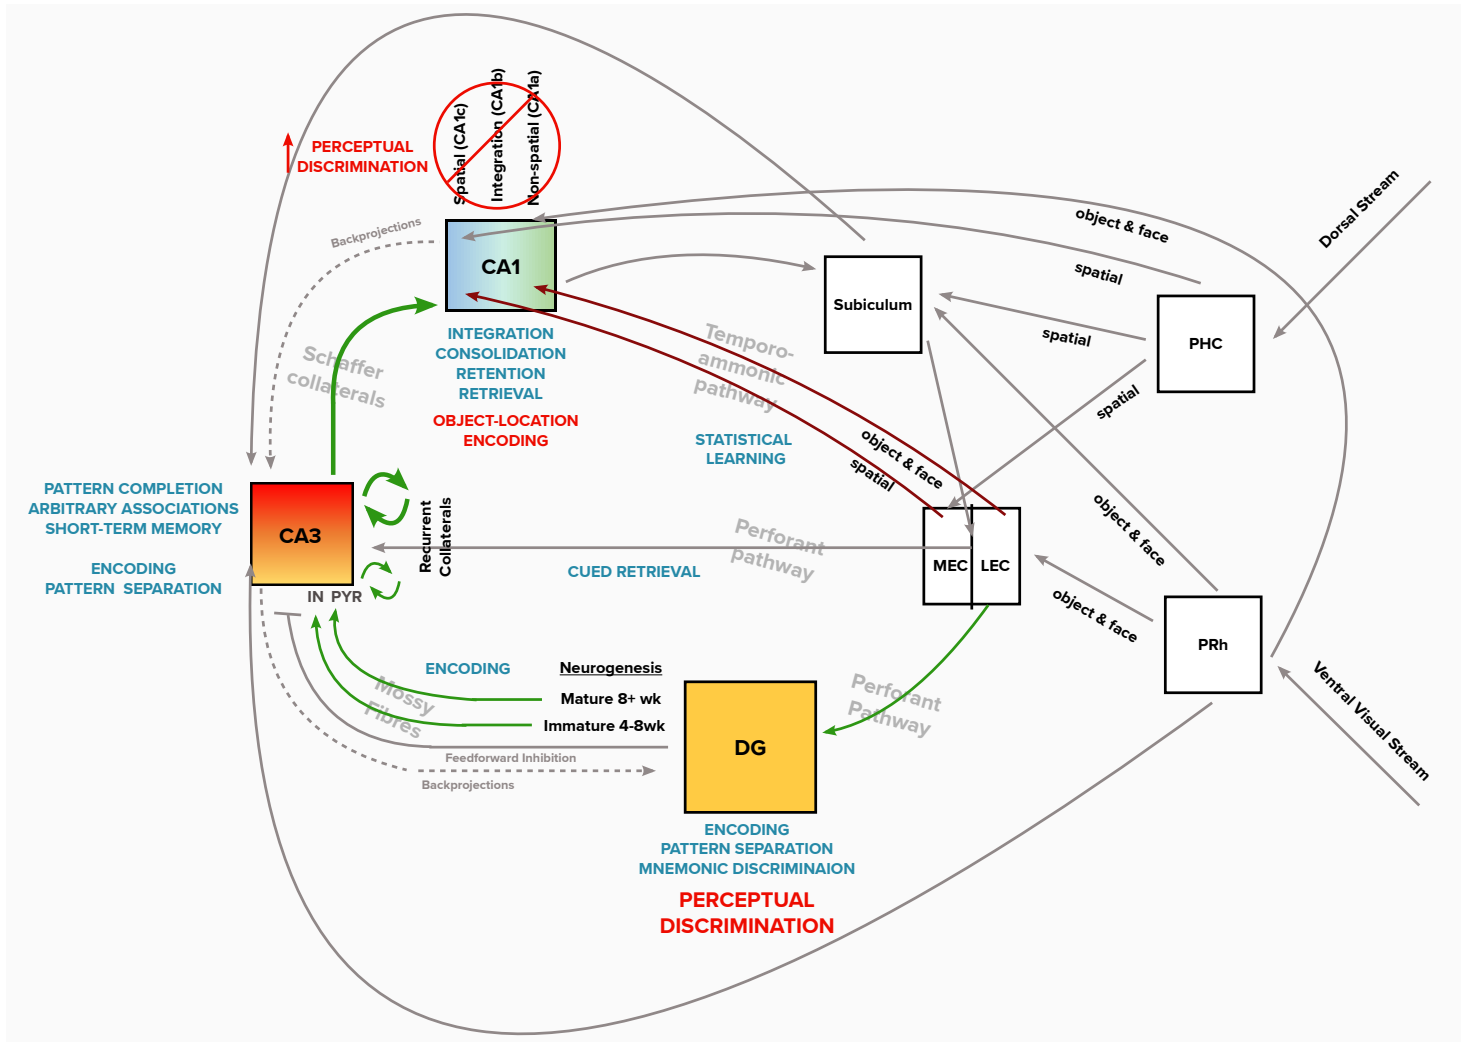 Spatial (CA1c)
Integration (CA1b)
Non-spatial (CA1a)
PERCEPTUAL
DISCRIMINATION
Backprojections
CA1
object & face
spatial
Dorsal Stream
Subiculum
spatial
PHC
INTEGRATION
CONSOLIDATION
RETENTION
RETRIEVAL
OBJECT-LOCATION
ENCODING
Schaffer
collaterals
Temporo-
ammonic
pathway
STATISTICAL
LEARNING
object & face
spatial
spatial
PATTERN COMPLETION
ARBITRARY ASSOCIATIONS
SHORT-TERM MEMORY
ENCODING
PATTERN SEPARATION
CA3
IN PYR
Recurrent
Collaterals
Perforant
pathway
CUED RETRIEVAL
MEC
LEC
object & face
object & face
PRh
Ventral Visual Stream
ENCODING
Neurogenesis
Mature 8+ wk
Immature 4-8wk
Mossy
Fibres
Feedforward Inhibition
Backprojections
DG
Perforant
Pathway
ENCODING
PATTERN SEPARATION
MNEMONIC DISCRIMINAION
PERCEPTUAL
DISCRIMINATION